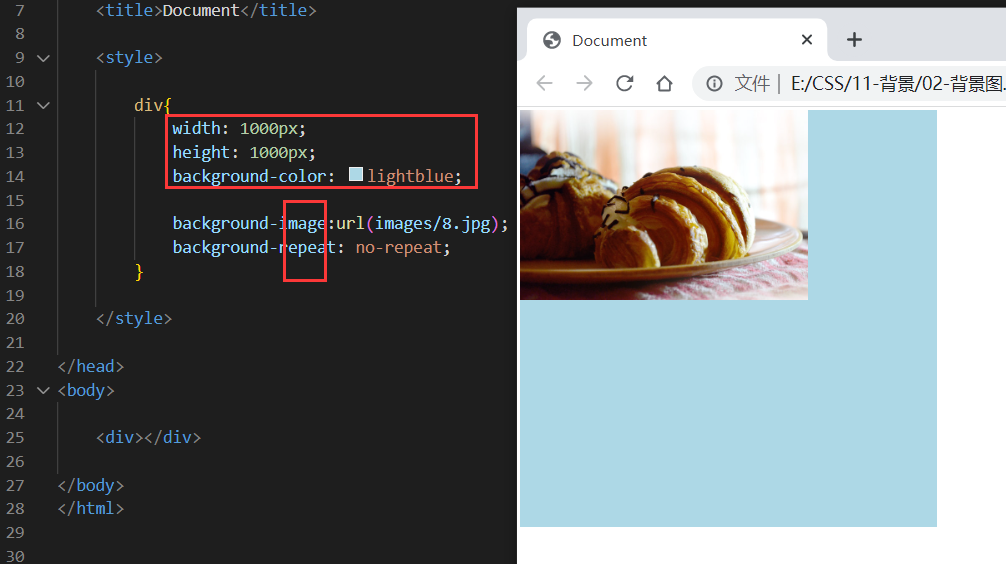 7 <title>Document</title>
8
9 <style>
10
11 div{
12 width: 1000px;
13 height: 1000px;
14 background-color: lightblue;
15
16 background-image:url(images/8.jpg);
17 background-repeat: no-repeat;
18 }
19
20 </style>
21
22 </head>
23 <body>
24
25 <div></div>
26
27 </body>
28 </html>
29
30
Document
文件 | E:/CSS/11-背景/02-背景图.